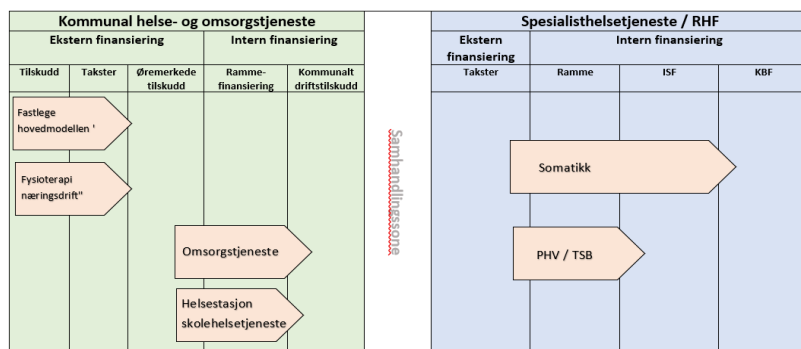 Kommunal helse- og omsorgstjeneste
Ekstern finansiering
Intern finansiering
Tilskudd
Takster
Øremerkede
tilskudd
Ramme-
finansiering
Kommunalt
driftstilskudd
Fastlege
hovedmodellen '
Fysioterapi
næringsdrift"
Omsorgstjeneste
Helsestasjon
skolehelsetjeneste
Samhandlingssone
Spesialisthelsetjeneste / RHF
Ekstern
finansiering
Intern finansiering
Takster
Ramme
ISF
KBF
Somatikk
PHV / TSB